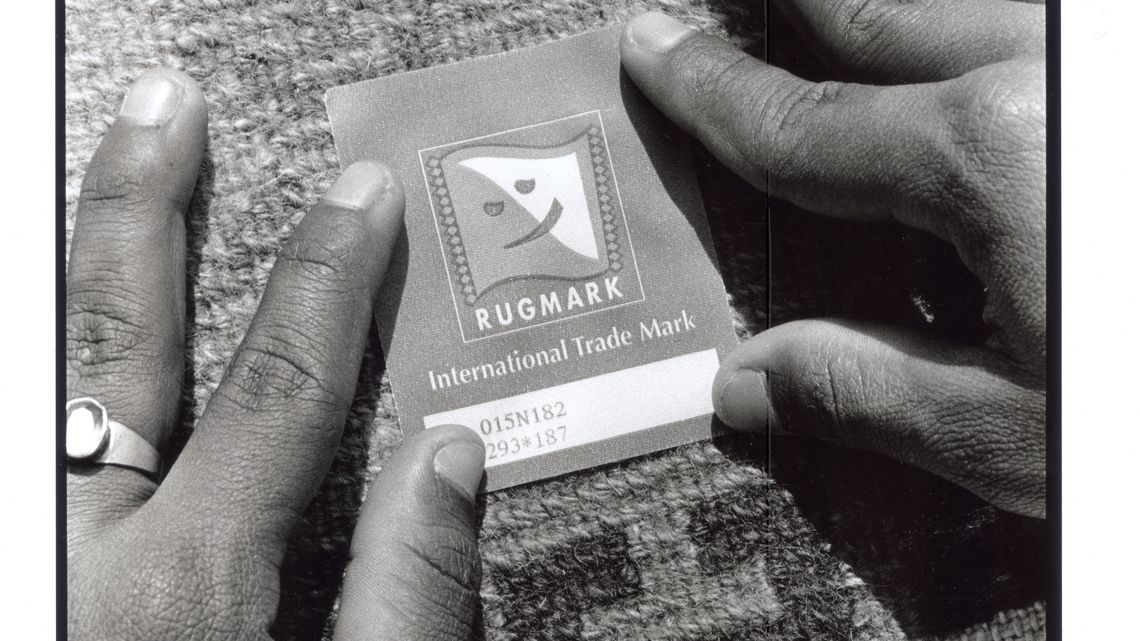 RUGMARK
International Trade Mark
015N182
293*187